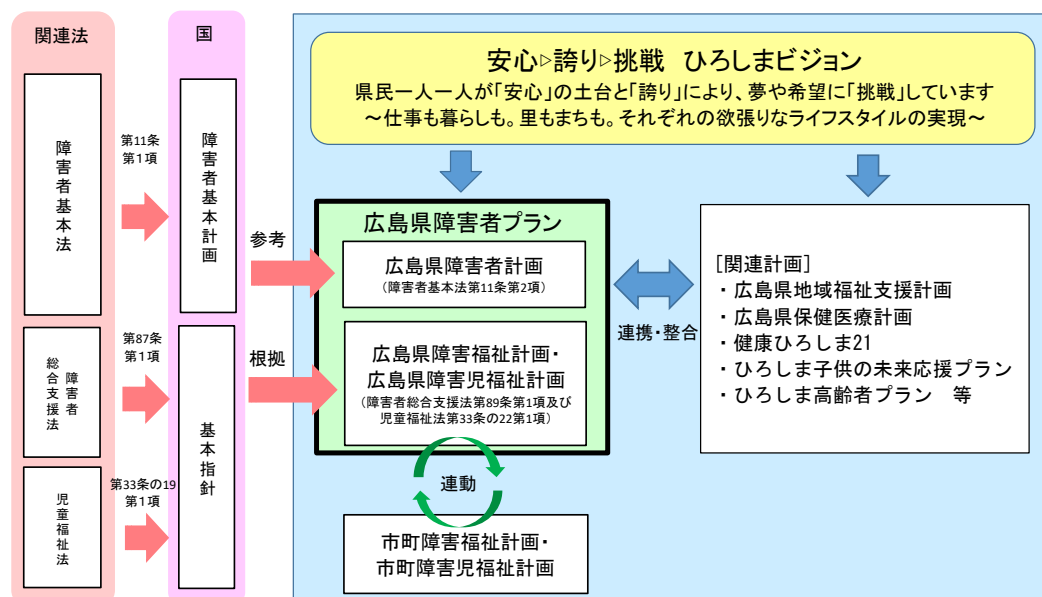 関連法
障害者基本法
障害者
総合支援法
児童福祉法
第11条
第1項
第87条
第1項
第33条の19
第1項
国
障害者基本計画
基本指針
参考
根拠
安心▷誇り▷挑戦 ひろしまビジョン
県民一人一人が「安心」の土台と「誇り」により、夢や希望に「挑戦」しています
～仕事も暮らしも。里もまちも。それぞれの欲張りなライフスタイルの実現～
広島県障害者プラン
広島県障害者計画
（障害者基本法第11条第2項）
広島県障害福祉計画・
広島県障害児福祉計画
（障害者総合支援法第89条第1項及び
児童福祉法第33条の22第1項）
連動
市町障害福祉計画・
市町障害児福祉計画
連携・整合
[関連計画]
・広島県地域福祉支援計画
・広島県保健医療計画
・健康ひろしま21
・ひろしま子供の未来応援プラン
・ひろしま高齢者プラン 等